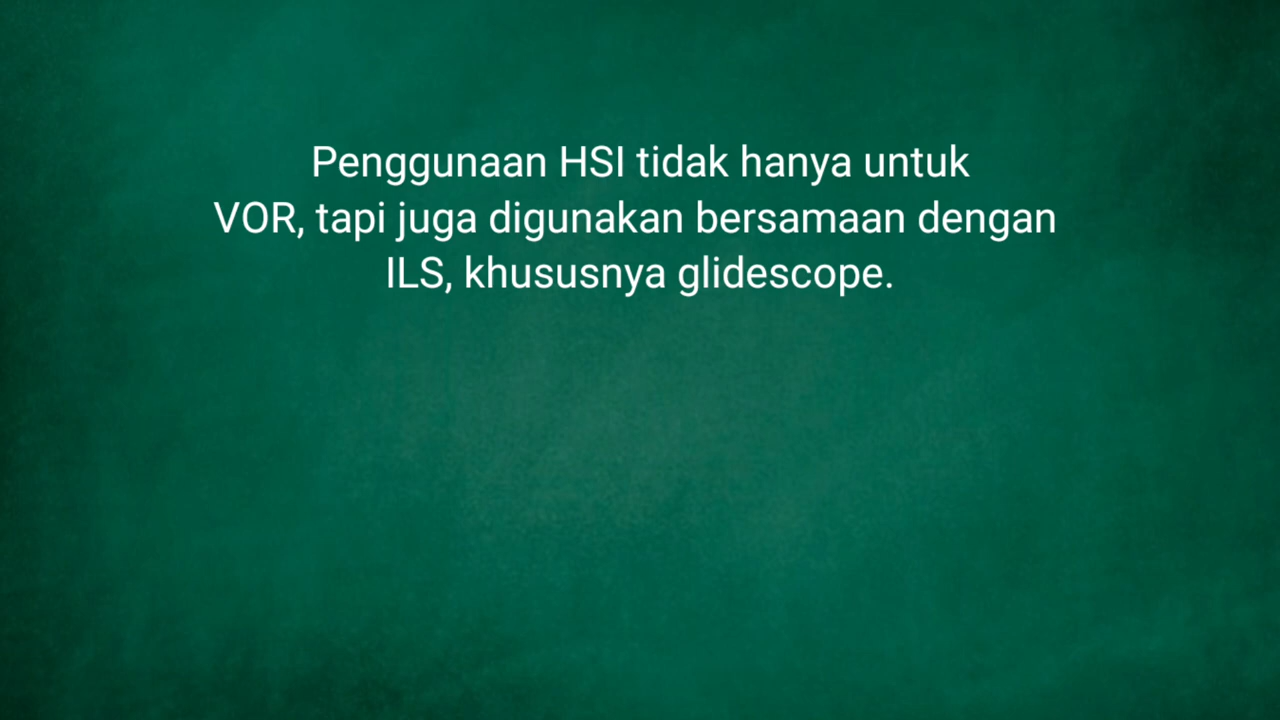 Penggunaan HSI tidak hanya untuk
VOR, tapi juga digunakan bersamaan dengan
ILS, khususnya glidescope.